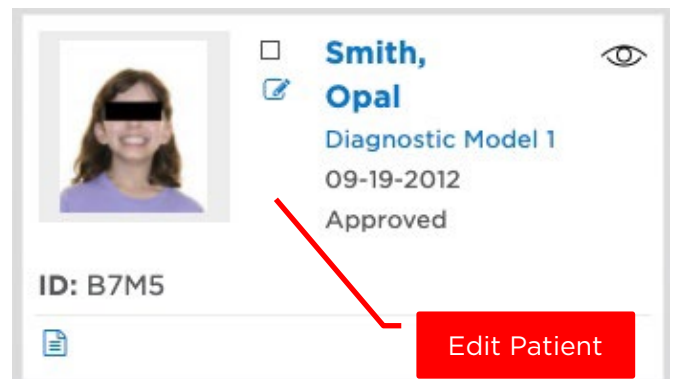 Smith,
Opal
Diagnostic Model 1
09-19-2012
Approved
ID: B7M5
Edit Patient